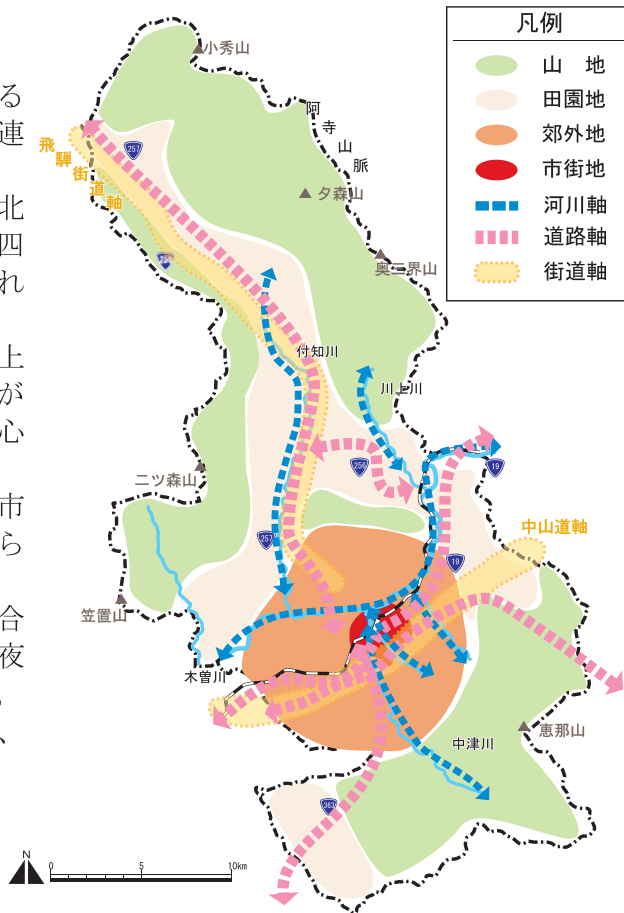 る
連
北
四
れ
上
が
心
市
ら
合
夜
、
凡例
山 地
田園地
郊外地
市街地
河川軸
道路軸
街道軸
小秀山
阿寺山脈
飛騨街道軸
257
夕森山
奥三界山
付知川
川上川
256
19
二ツ森山
257
19
中山道軸
笠置山
木曽川
恵那山
中津川
363
N
0 5 10km